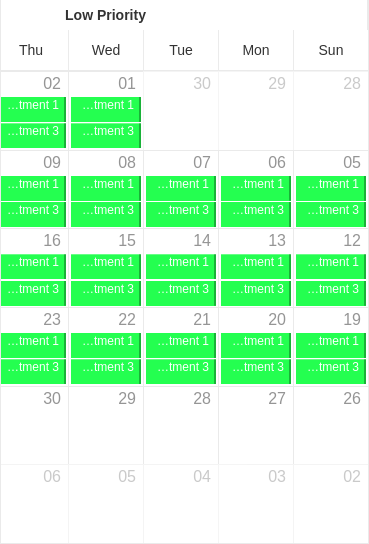 Low Priority
Thu Wed Tue Mon Sun
02 01 30 29 28
...tment 1 ...tment 1
...tment 3 ...tment 3
09 08 07 06 05
...tment 1 ...tment 1 ...tment 1 ...tment 1 ...tment 1
...tment 3 ...tment 3 ...tment 3 ...tment 3 ...tment 3
16 15 14 13 12
...tment 1 ...tment 1 ...tment 1 ...tment 1 ...tment 1
...tment 3 ...tment 3 ...tment 3 ...tment 3 ...tment 3
23 22 21 20 19
...tment 1 ...tment 1 ...tment 1 ...tment 1 ...tment 1
...tment 3 ...tment 3 ...tment 3 ...tment 3 ...tment 3
30 29 28 27 26
06 05 04 03 02